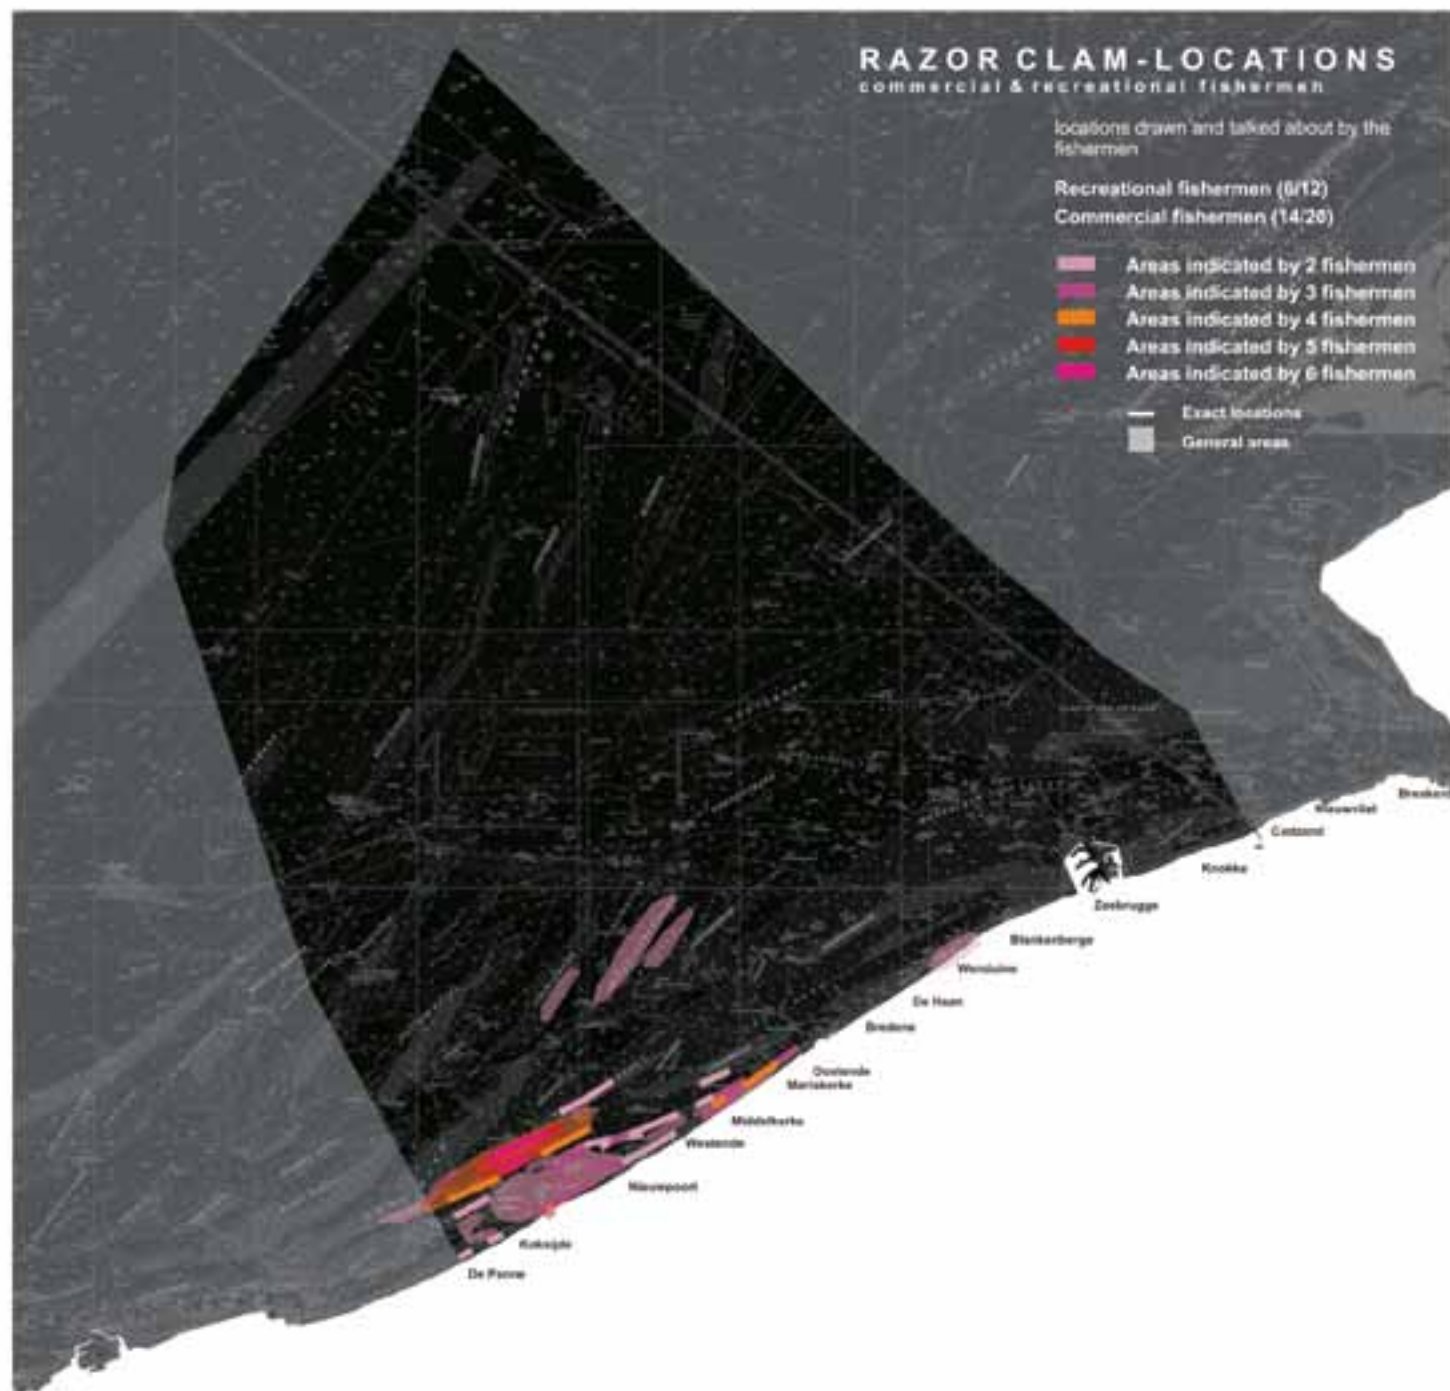 RAZOR CLAM-LOCATIONS
commercial & recreational fishermen
locations drawn and talked about by the
fishermen
Recreational fishermen (6/12)
Commercial fishermen (14/20)
Areas indicated by 2 fishermen
Areas indicated by 3 fishermen
Areas indicated by 4 fishermen
Areas indicated by 5 fishermen
Areas indicated by 6 fishermen
Exact locations
General areas
Nieuwvliet
Cadzand
Knokke
Zeebrugge
Blankenberge
Wenduine
De Haan
Bredene
Oostende
Mariakerke
Middelkerke
Westende
Nieuwpoort
Koksijde
De Panne